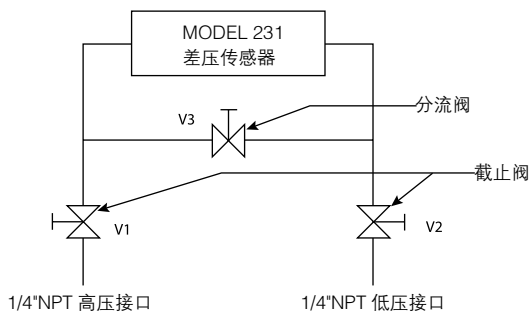 MODEL 231
差压传感器
分流阀
V3
截止阀
V1
V2
1/4"NPT 高压接口
1/4"NPT 低压接口